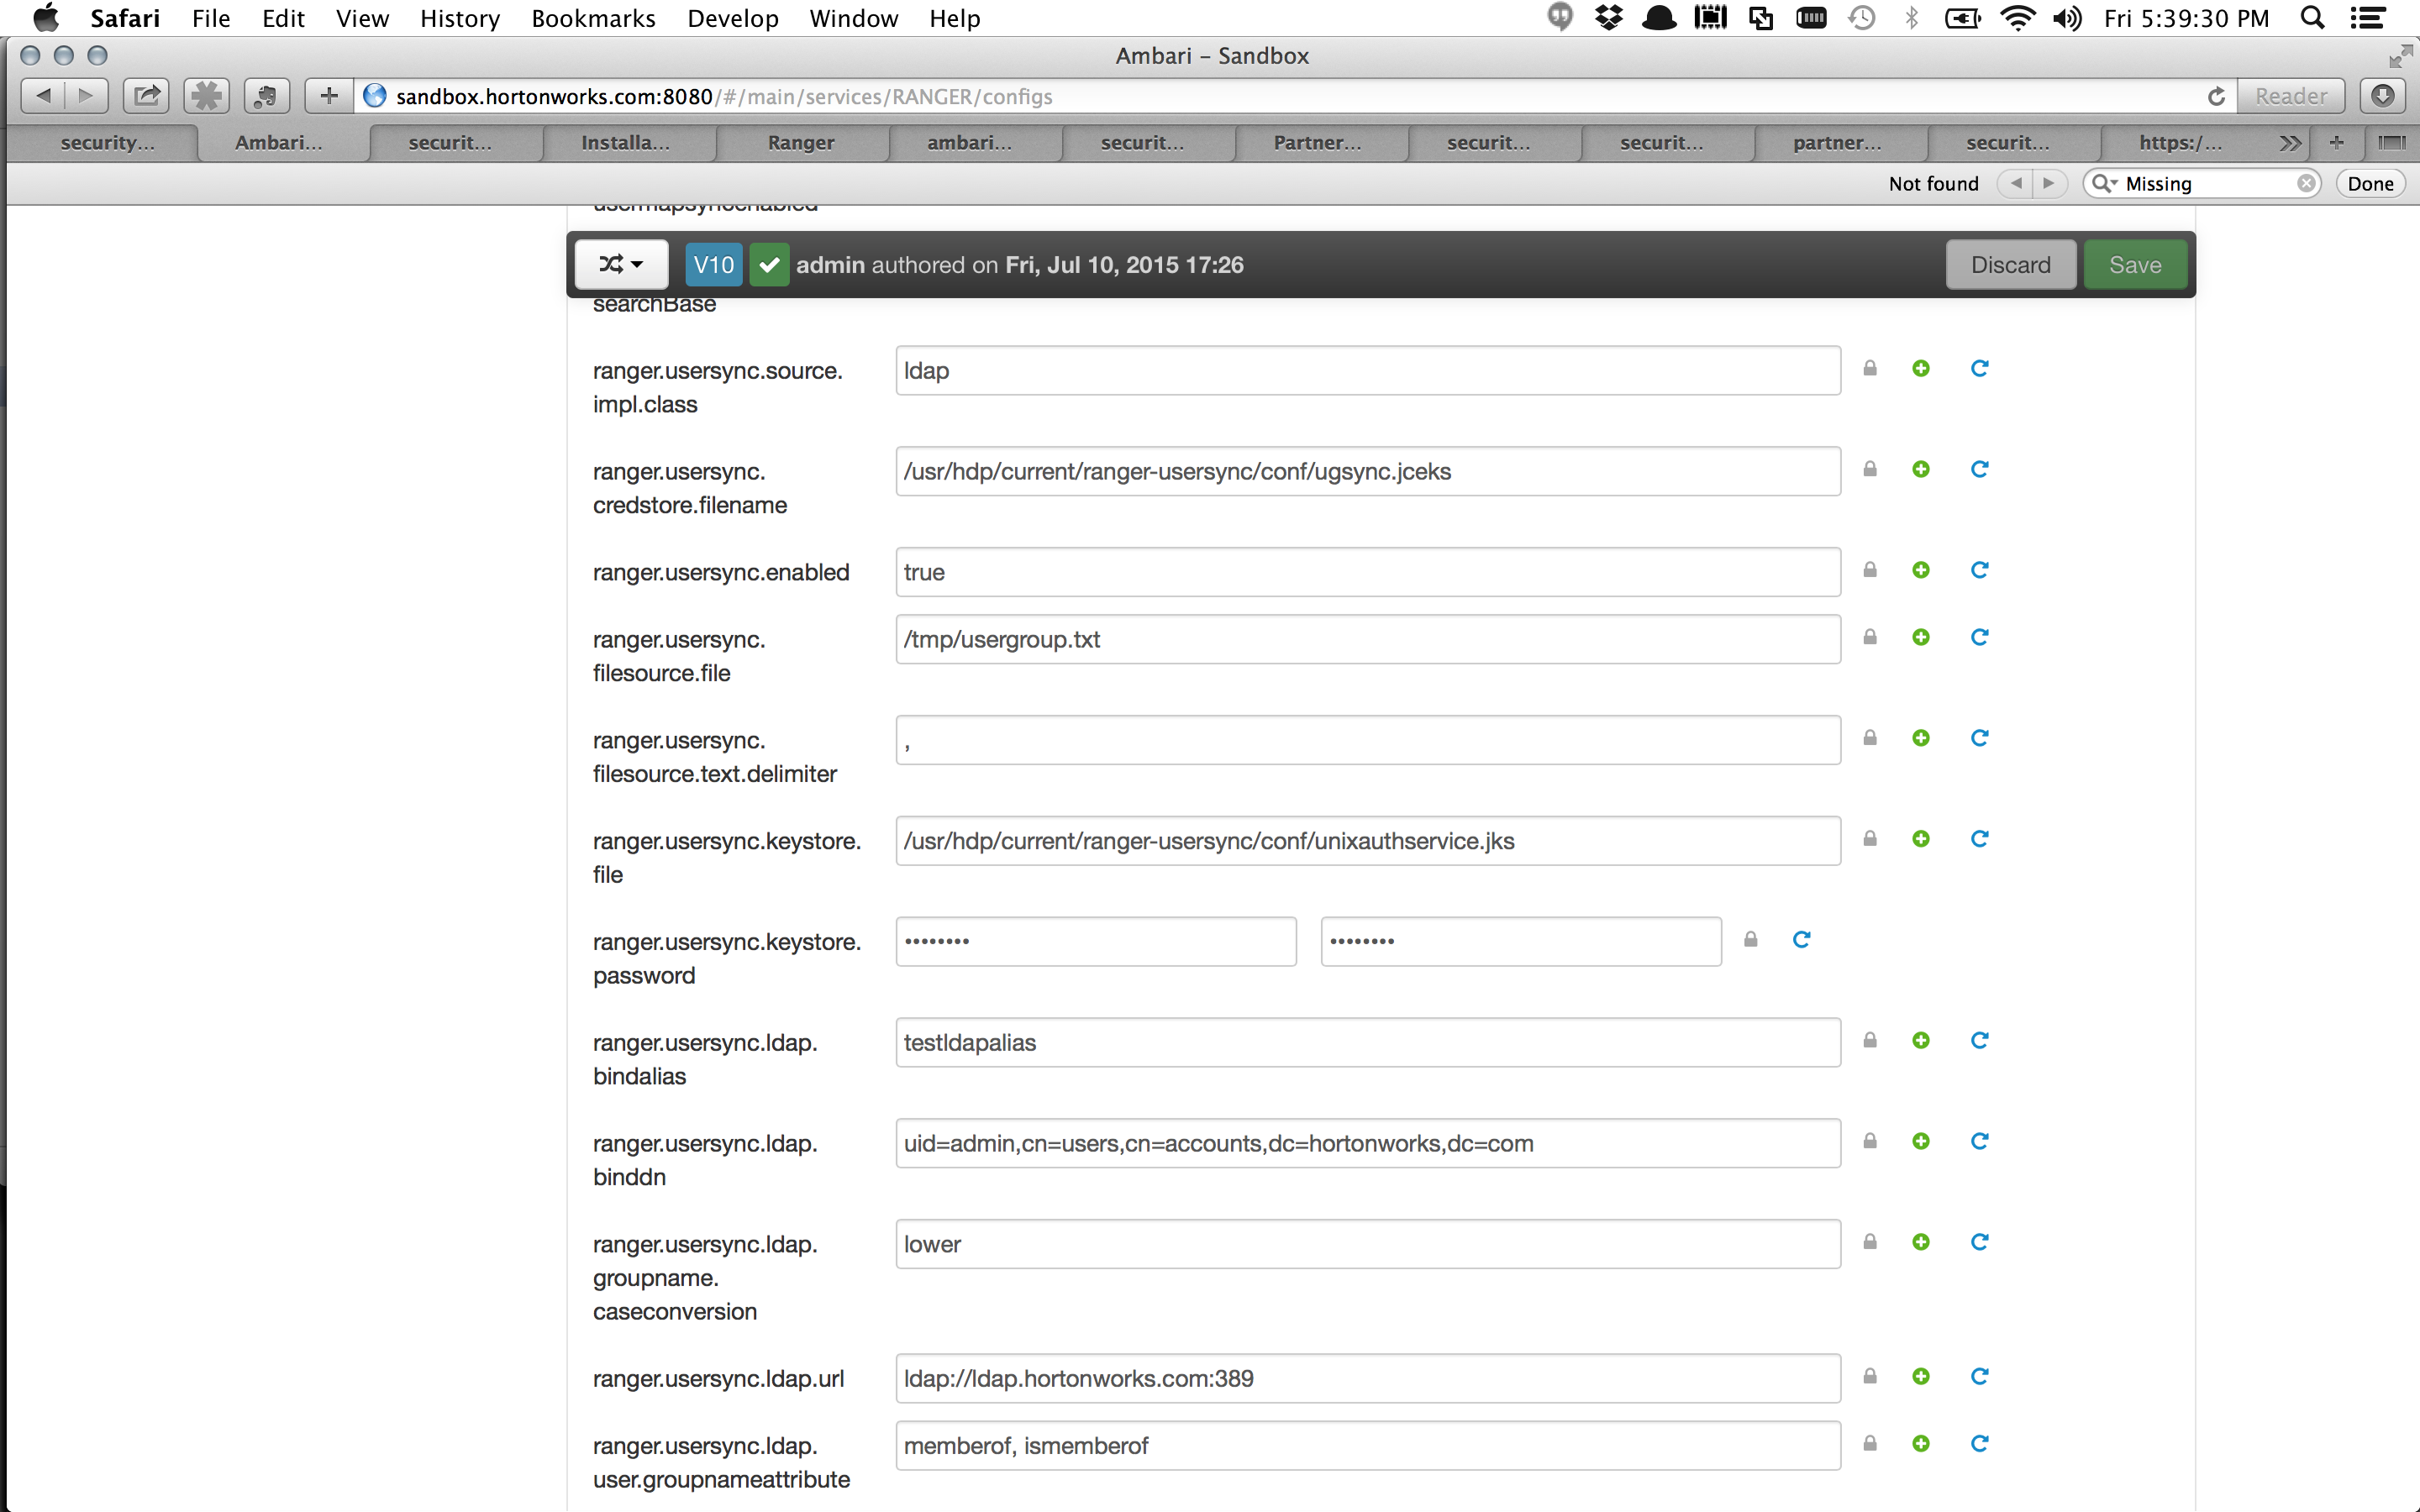 Safari File Edit View History Bookmarks Develop Window Help Fri 5:39:30 PM
Ambari – Sandbox
sandbox.hortonworks.com:8080/#/main/services/RANGER/configs Reader
security... Ambari... securit... Installa... Ranger ambari... securit... Partner... securit... securit... partner... securit... https:/...
Not found Missing Done
usermapsyncenabled
V10 admin authored on Fri, Jul 10, 2015 17:26 Discard Save
searchBase
ranger.usersync.source. ldap
impl.class
ranger.usersync. /usr/hdp/current/ranger-usersync/conf/ugsync.jceks
credstore.filename
ranger.usersync.enabled true
ranger.usersync. /tmp/usergroup.txt
filesource.file
ranger.usersync. ,
filesource.text.delimiter
ranger.usersync.keystore. /usr/hdp/current/ranger-usersync/conf/unixauthservice.jks
file
ranger.usersync.keystore. •••••••• ••••••••
password
ranger.usersync.ldap. testldapalias
bindalias
ranger.usersync.ldap. uid=admin,cn=users,cn=accounts,dc=hortonworks,dc=com
binddn
ranger.usersync.ldap. lower
groupname.
caseconversion
ranger.usersync.ldap.url ldap://ldap.hortonworks.com:389
ranger.usersync.ldap. memberof, ismemberof
user.groupnameattribute